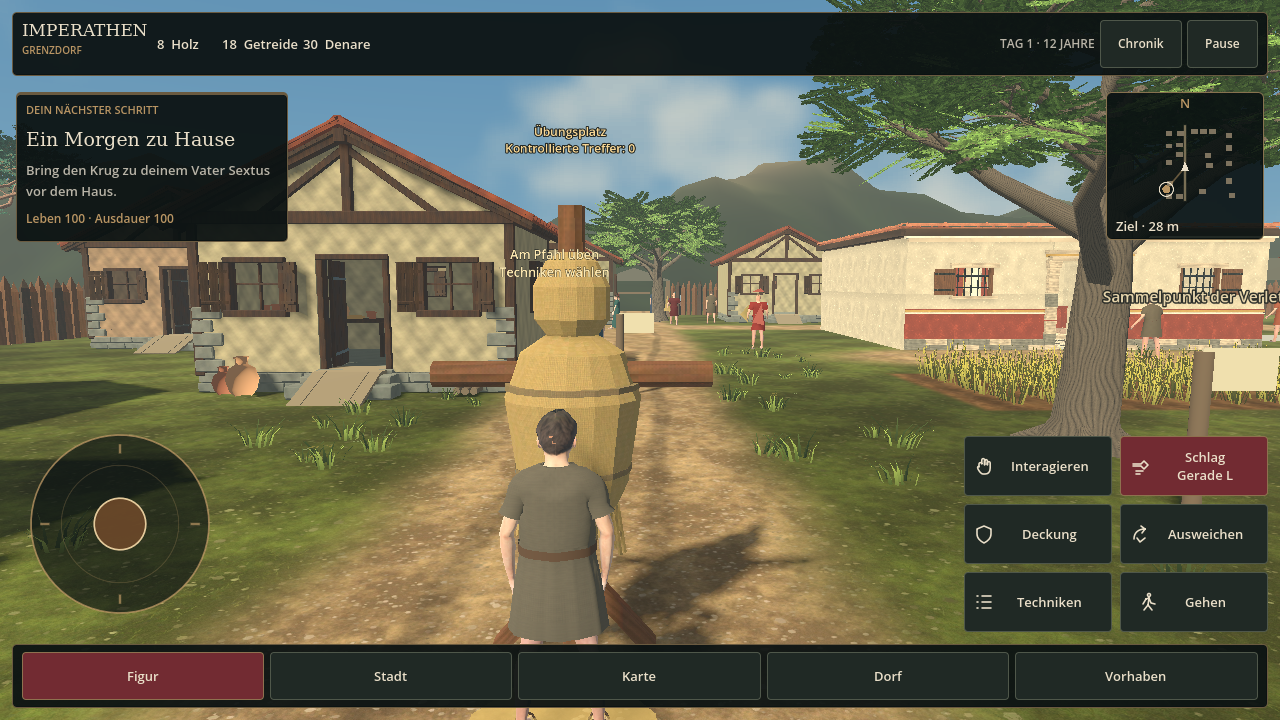 IMPERATHEN
GRENZDORF
8 Holz 18 Getreide 30 Denare
TAG 1 · 12 JAHRE
Chronik
Pause
DEIN NÄCHSTER SCHRITT
Ein Morgen zu Hause
Bring den Krug zu deinem Vater Sextus
vor dem Haus.
Leben 100 · Ausdauer 100
Übungsplatz
Kontrollierte Treffer: 0
N
Ziel · 28 m
Am Pfahl üben
Techniken wählen
Sammelpunkt der Verle
Interagieren
Schlag
Gerade L
Deckung
Ausweichen
Techniken
Gehen
Figur
Stadt
Karte
Dorf
Vorhaben